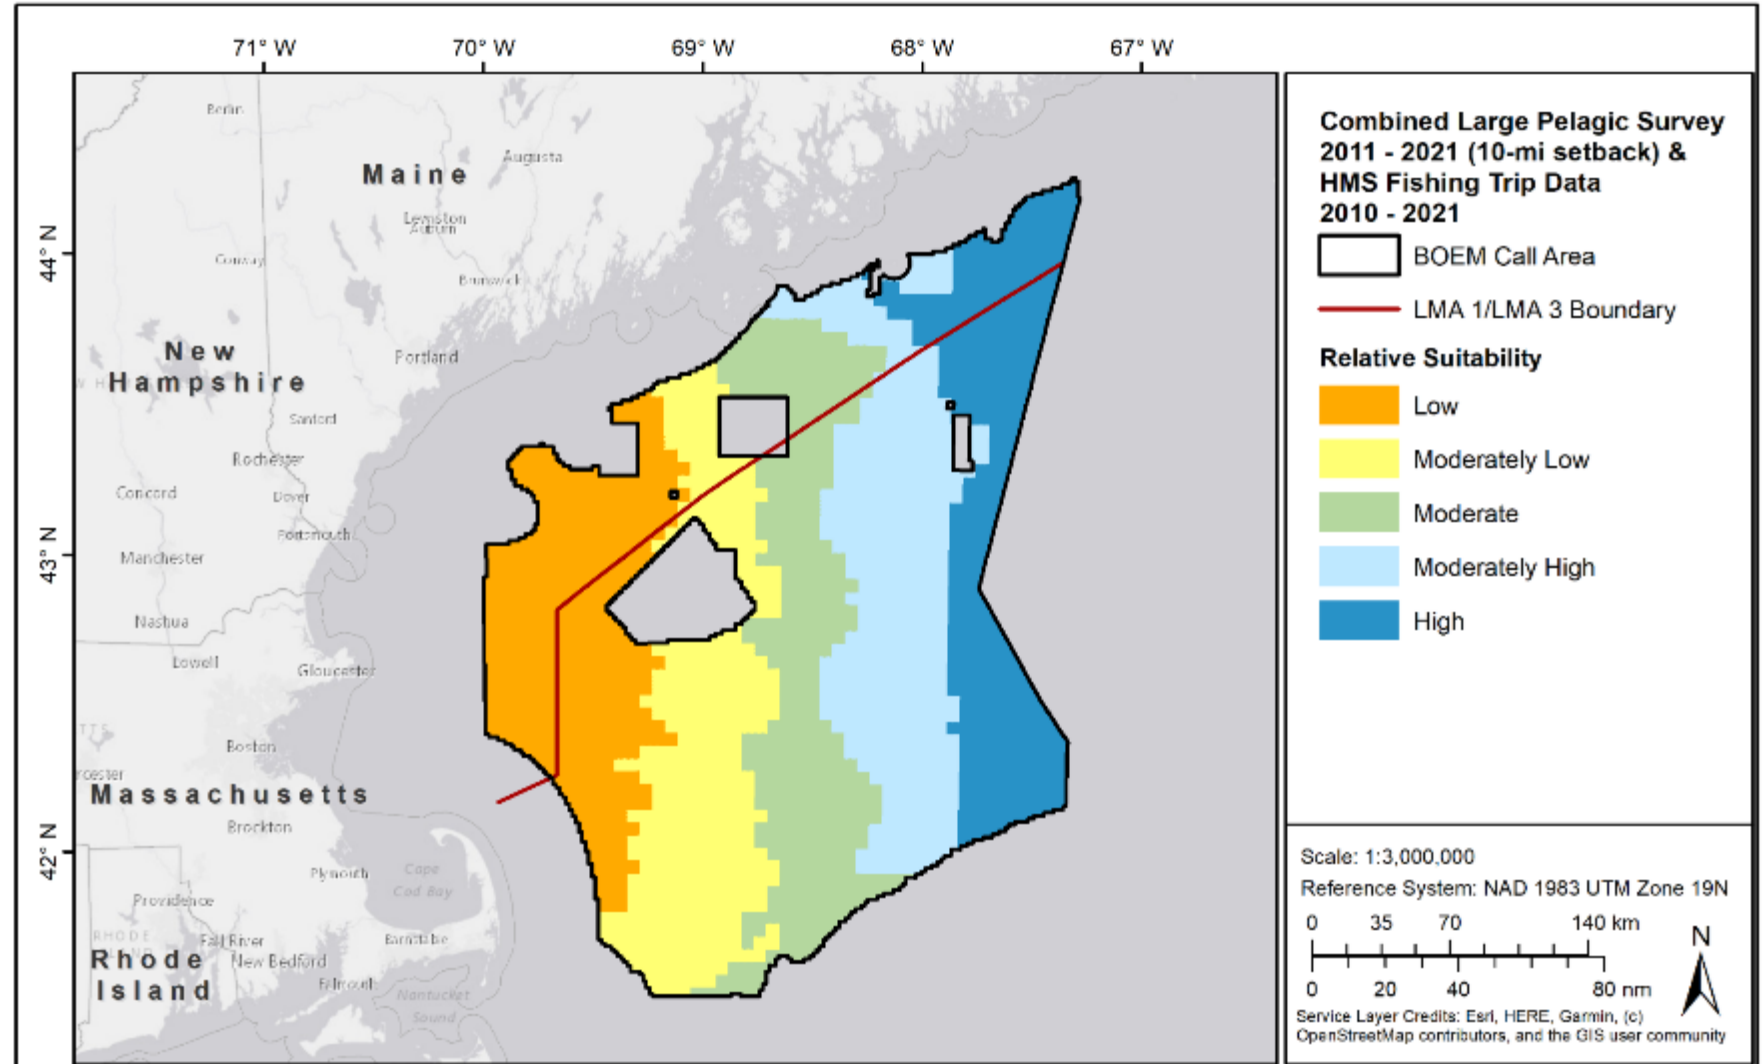 71° W
70° W
69° W
68° W
67° W
44° N
43° N
42° N
Berlin
Augusta
Maine
Lewiston
Auburn
Conway
Brunswick
New
Hampshire
Portland
Sanford
Rochester
Concord
Dover
Portsmouth
Manchester
Nashua
Lowell
Gloucester
Boston
Massachusetts
Brockton
Plymouth
Cape
Cod Bay
Providence
RHODE
Fall River
Barnstable
Rhode
Island
New Bedford
Falmouth
Nantucket
Sound
Combined Large Pelagic Survey
2011 - 2021 (10-mi setback) &
HMS Fishing Trip Data
2010 - 2021
BOEM Call Area
LMA 1/LMA 3 Boundary
Relative Suitability
Low
Moderately Low
Moderate
Moderately High
High
Scale: 1:3,000,000
Reference System: NAD 1983 UTM Zone 19N
0 35 70 140 km
0 20 40 80 nm
N
Service Layer Credits: Esri, HERE, Garmin, (c)
OpenStreetMap contributors, and the GIS user community